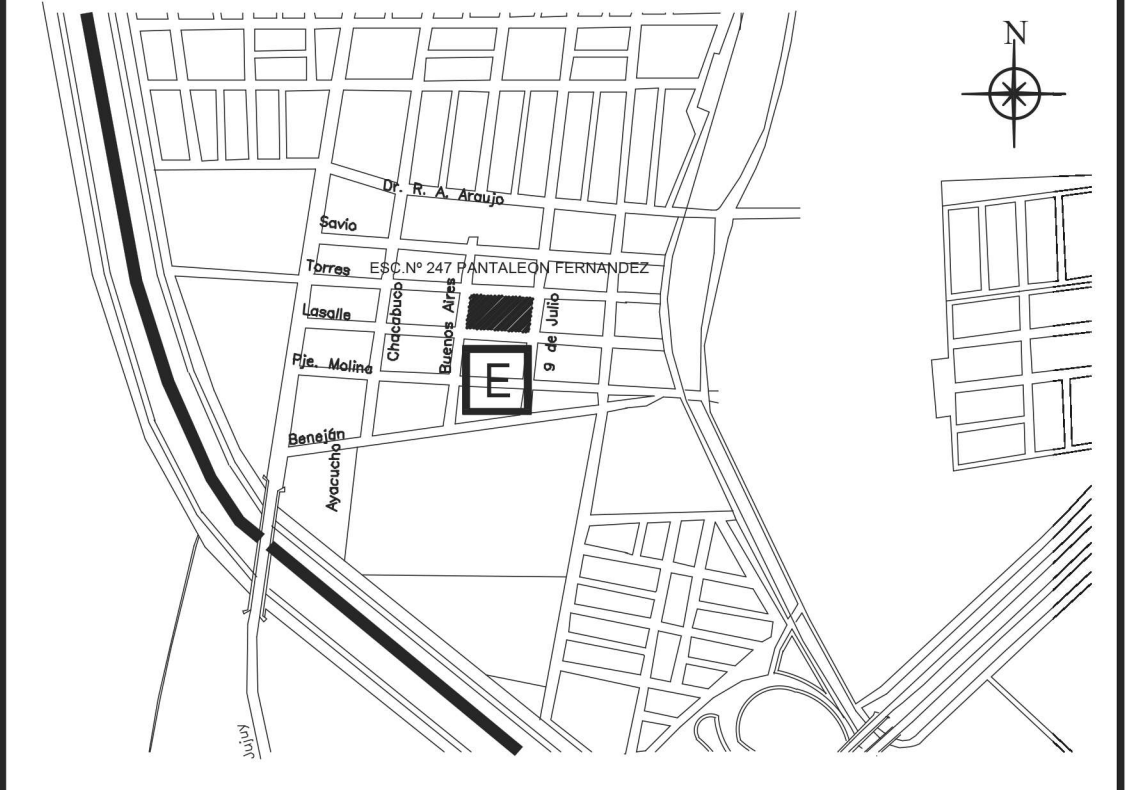 N
Dr. R. A. Araujo
Savio
Torres
ESC.Nº 247 PANTALEON FERNANDEZ
Lasalle
Chacabuco
Buenos Aires
9 de Julio
Pje. Molina
E
Beneján
Ayacucho
Jujuy